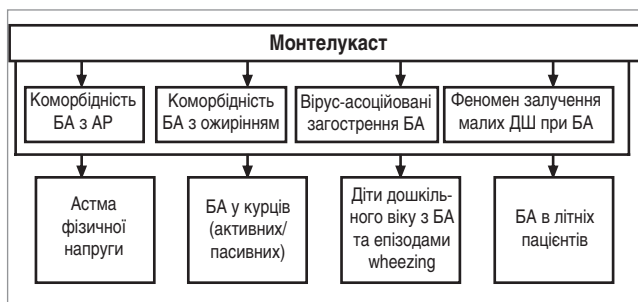 Монтелукаст
Коморбідність
БА з АР
Коморбідність
БА з ожирінням
Вірус-асоційовані
загострення БА
Феномен залучення
малих ДШ при БА
Астма
фізичної
напруги
БА у курців
(активних/
пасивних)
Діти дошкіль-
ного віку з БА
та епізодами
wheezing
БА в літніх
пацієнтів